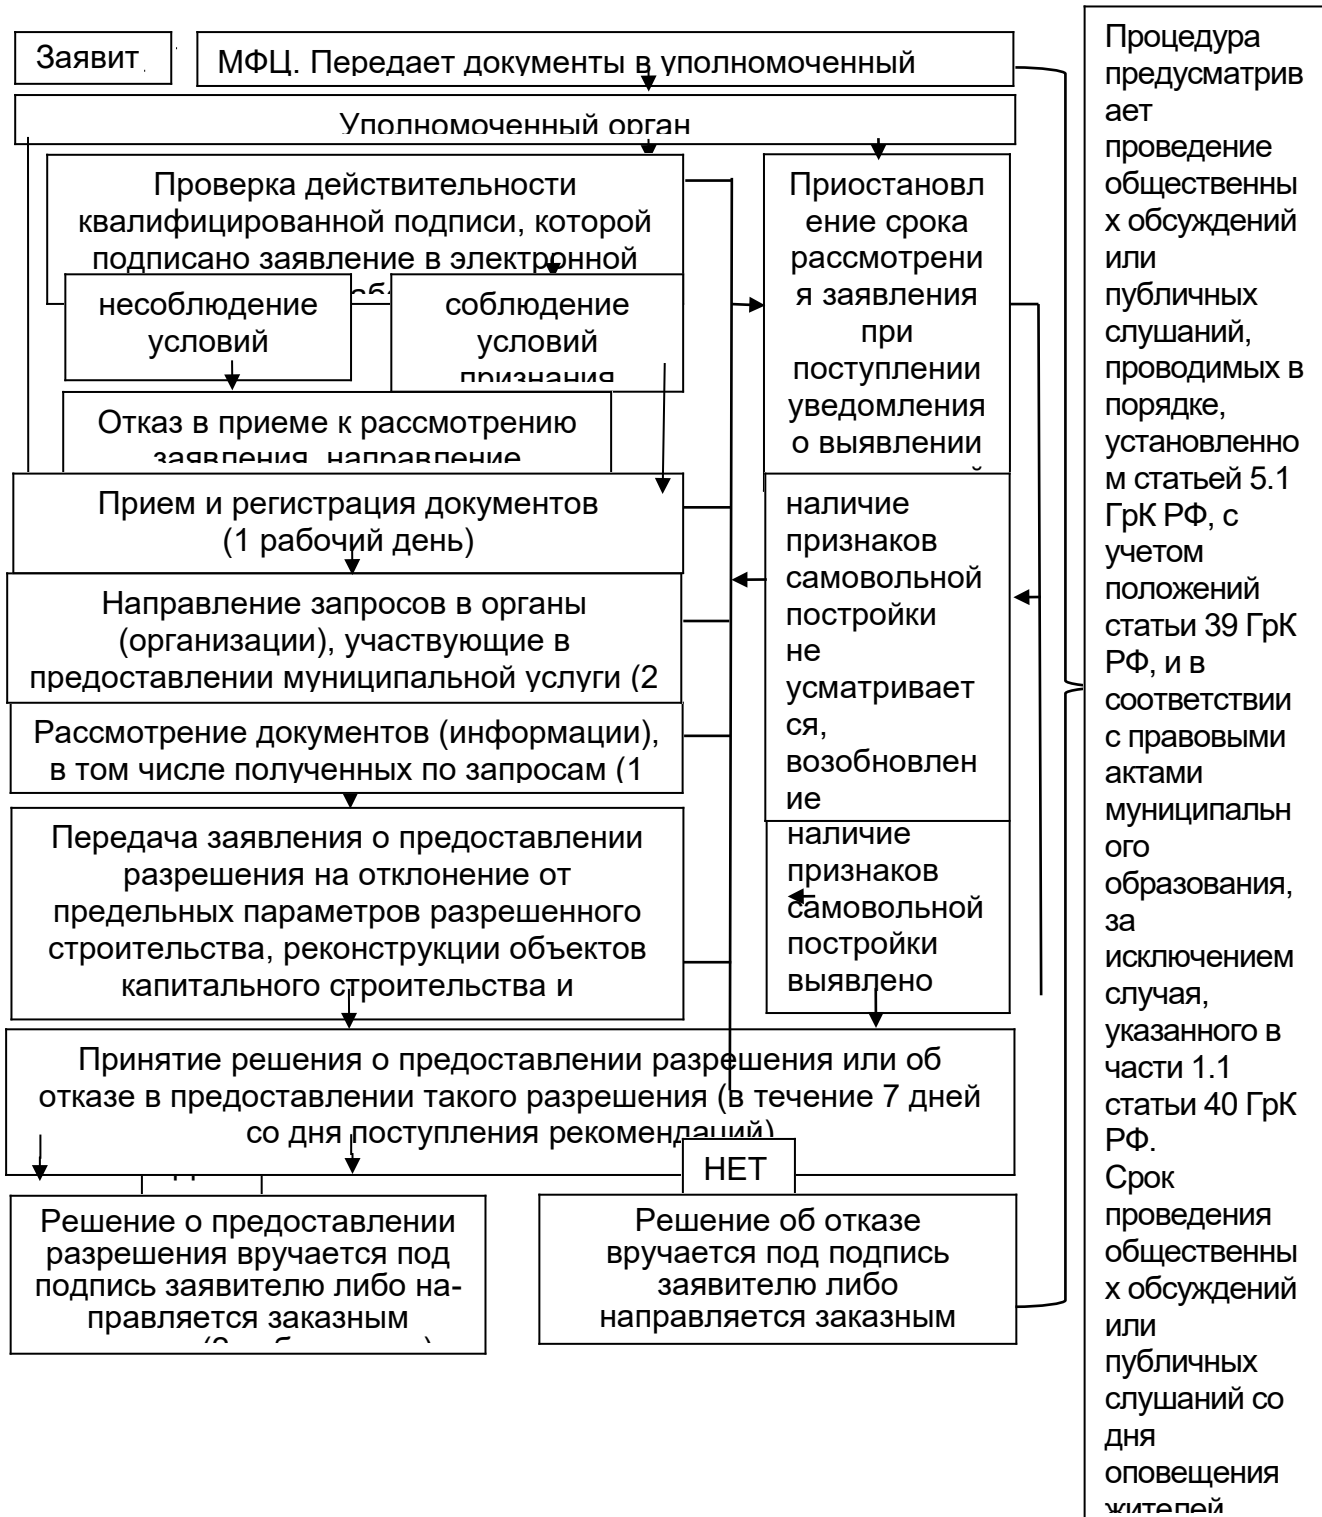 Заявит
МФЦ. Передает документы в уполномоченный
Уполномоченный орган
Проверка действительности
квалифицированной подписи, которой
подписано заявление в электронной
несоблюдение
условий
соблюдение
условий
признания
Отказ в приеме к рассмотрению
заявления, направление
Прием и регистрация документов
(1 рабочий день)
Направление запросов в органы
(организации), участвующие в
предоставлении муниципальной услуги (2
Рассмотрение документов (информации),
в том числе полученных по запросам (1
Передача заявления о предоставлении
разрешения на отклонение от
предельных параметров разрешенного
строительства, реконструкции объектов
капитального строительства и
Приостановл
ение срока
рассмотрени
я заявления
при
поступлении
уведомления
о выявлении
наличие
признаков
самовольной
постройки
не
усматривает
ся,
возобновлен
ие
наличие
признаков
самовольной
постройки
выявлено
Принятие решения о предоставлении разрешения или об
отказе в предоставлении такого разрешения (в течение 7 дней
со дня поступления рекомендаций)
НЕТ
Решение о предоставлении
разрешения вручается под
подпись заявителю либо на-
правляется заказным
Решение об отказе
вручается под подпись
заявителю либо
направляется заказным
Процедура
предусматрив
ает
проведение
общественны
х обсуждений
или
публичных
слушаний,
проводимых в
порядке,
установленно
м статьей 5.1
ГрК РФ, с
учетом
положений
статьи 39 ГрК
РФ, и в
соответствии
с правовыми
актами
муниципальн
ого
образования,
за
исключением
случая,
указанного в
части 1.1
статьи 40 ГрК
РФ.
Срок
проведения
общественны
х обсуждений
или
публичных
слушаний со
дня
оповещения
жителей